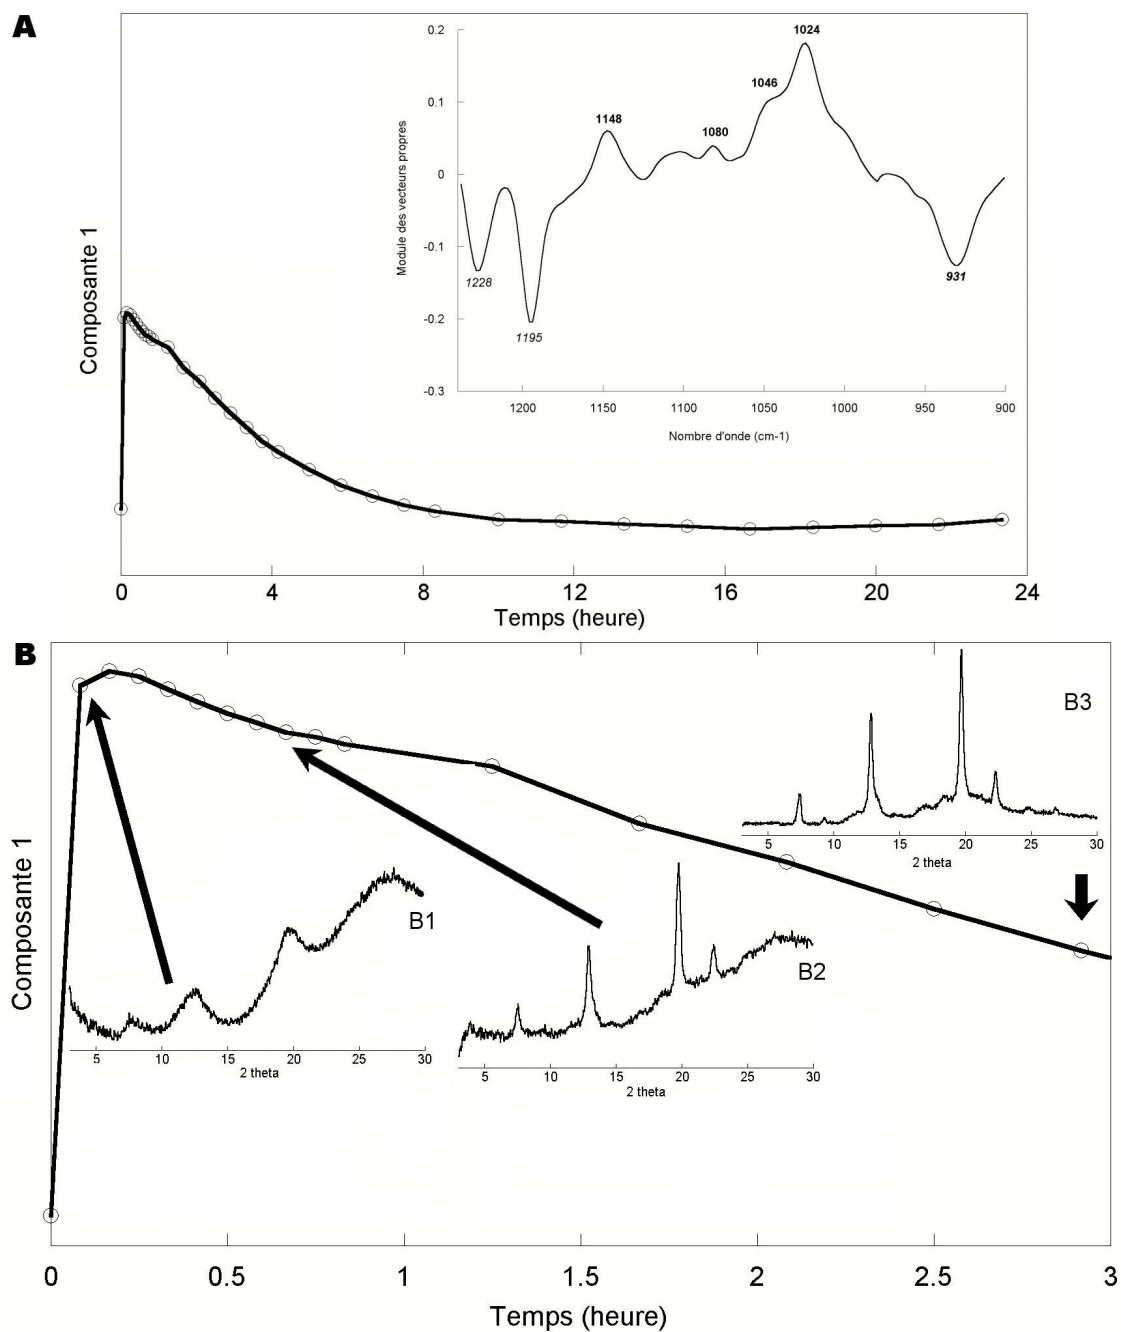 A
0.2
0.1
0
-0.1
-0.2
-0.3
Module des vecteurs propres
1228
1195
1148
1080
1046
1024
931
1200 1150 1100 1050 1000 950 900
Nombre d'onde (cm-1)
Composante 1
0 4 8 12 16 20 24
Temps (heure)
B
B3
5 10 15 20 25 30
2 theta
B1
5 10 15 20 25 30
2 theta
B2
5 10 15 20 25 30
2 theta
Composante 1
0 0.5 1 1.5 2 2.5 3
Temps (heure)